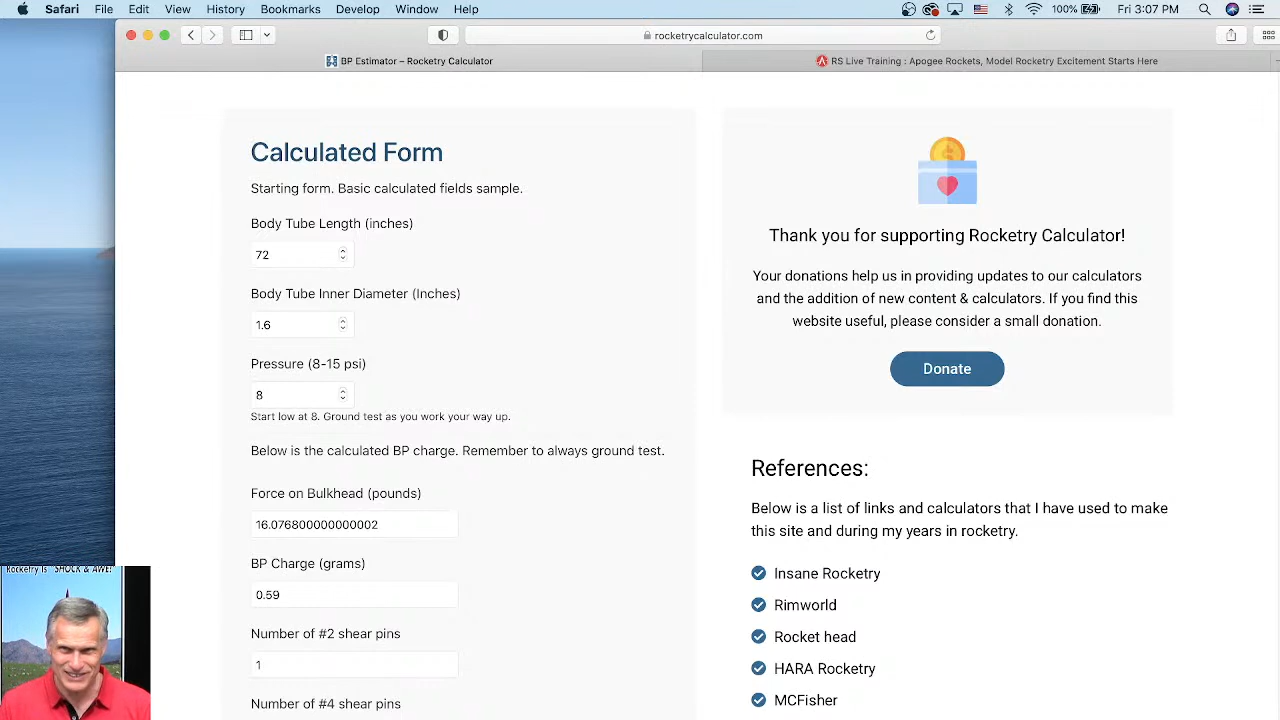 Safari File Edit View History Bookmarks Develop Window Help 100% Fri 3:07 PM
rocketrycalculator.com
BP Estimator – Rocketry Calculator
RS Live Training : Apogee Rockets, Model Rocketry Excitement Starts Here
Calculated Form
Starting form. Basic calculated fields sample.
Body Tube Length (inches)
72
Body Tube Inner Diameter (Inches)
1.6
Pressure (8-15 psi)
8
Start low at 8. Ground test as you work your way up.
Below is the calculated BP charge. Remember to always ground test.
Force on Bulkhead (pounds)
16.076800000000002
BP Charge (grams)
0.59
Number of #2 shear pins
1
Number of #4 shear pins
Thank you for supporting Rocketry Calculator!
Your donations help us in providing updates to our calculators
and the addition of new content & calculators. If you find this
website useful, please consider a small donation.
Donate
References:
Below is a list of links and calculators that I have used to make
this site and during my years in rocketry.
Insane Rocketry
Rimworld
Rocket head
HARA Rocketry
MCFisher
Rocketry is "SHOCK & AWE!"